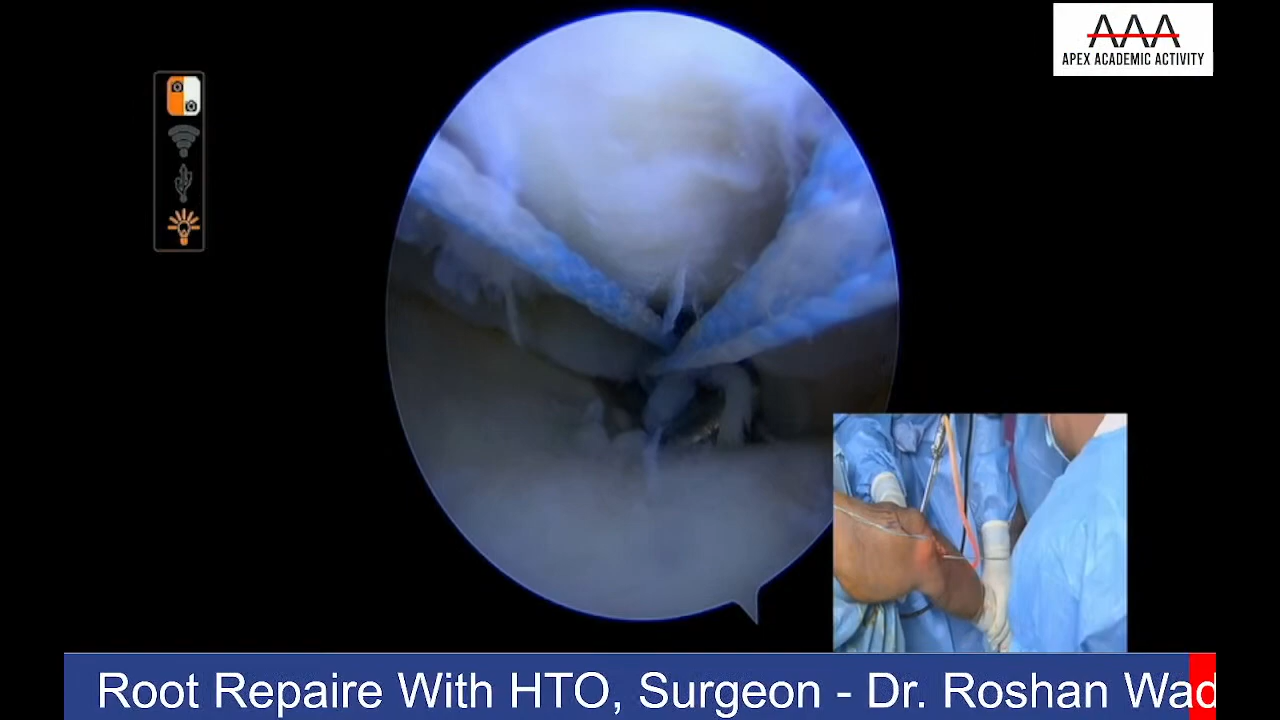 AAA
APEX ACADEMIC ACTIVITY
Root Repaire With HTO, Surgeon - Dr. Roshan Wad